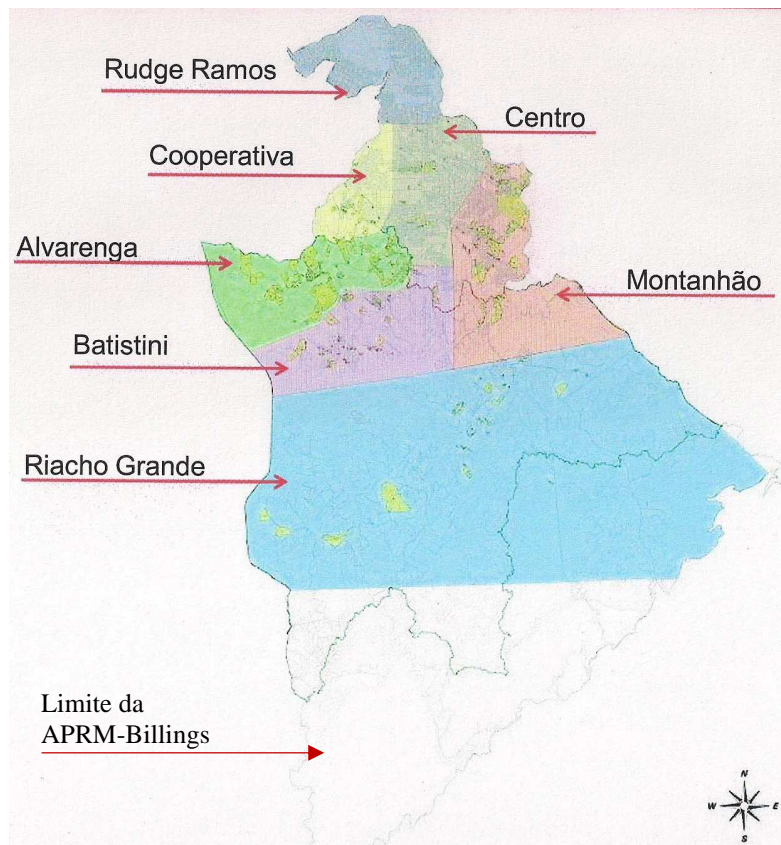 Rudge Ramos
Centro
Cooperativa
Alvarenga
Montanhão
Batistini
Riacho Grande
Limite da
APRM-Billings
N
W
E
S